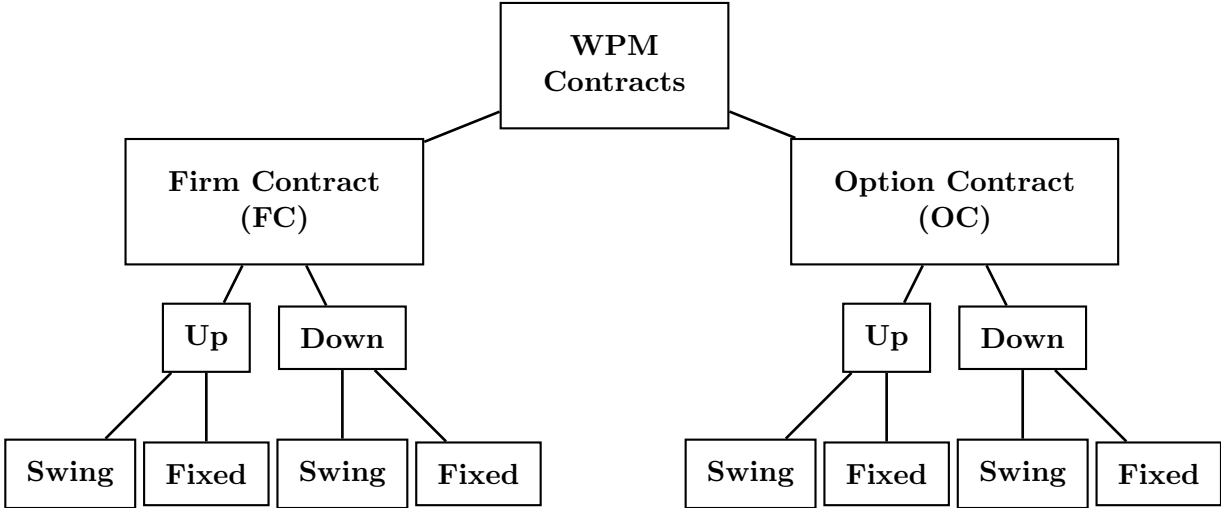 WPM
Contracts
Firm Contract
(FC)
Option Contract
(OC)
Up
Down
Up
Down
Swing
Fixed
Swing
Fixed
Swing
Fixed
Swing
Fixed